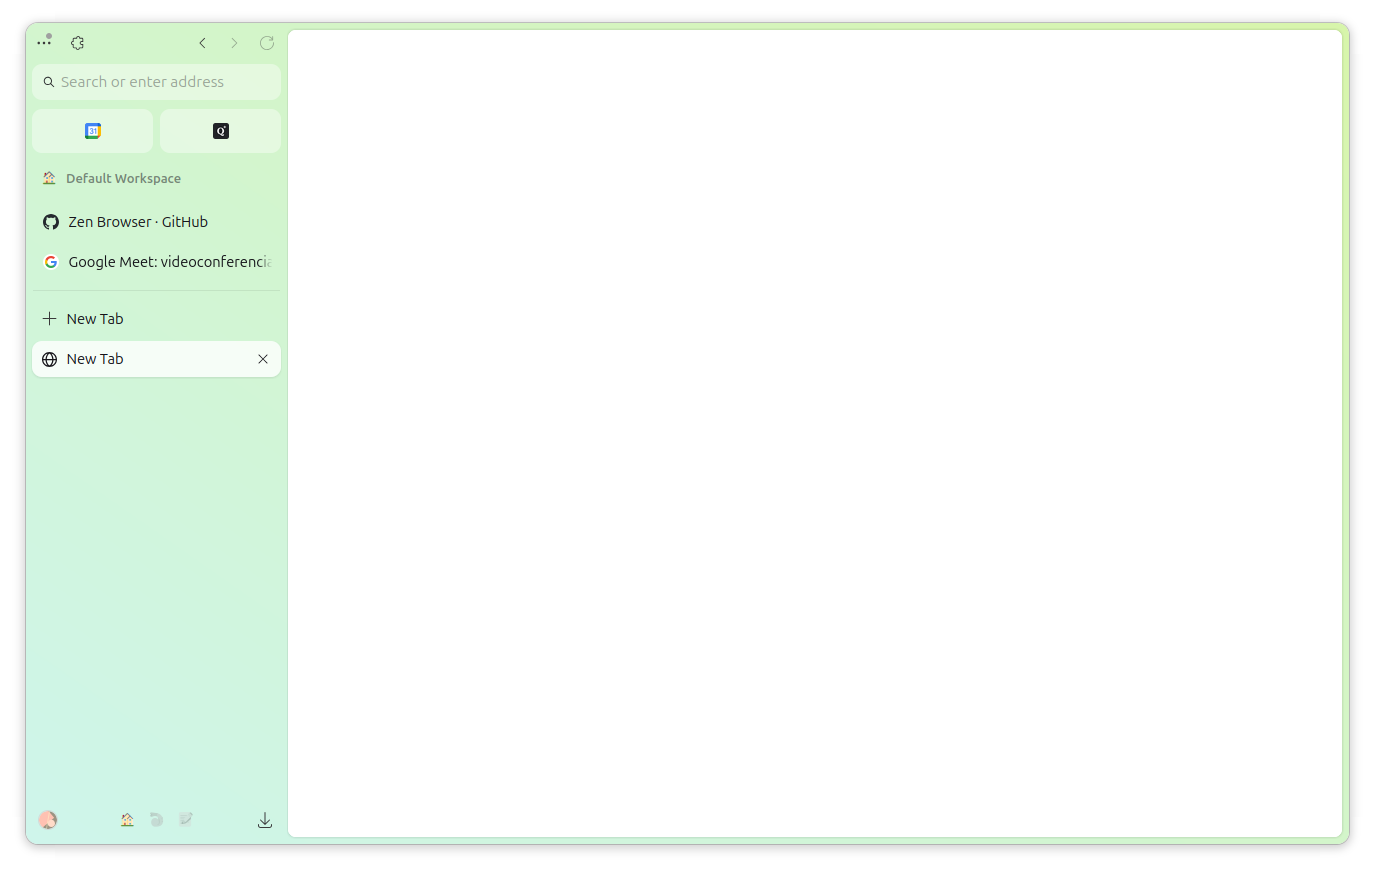 Search or enter address
31
Q
Default Workspace
Zen Browser · GitHub
Google Meet: videoconferencia
New Tab
New Tab